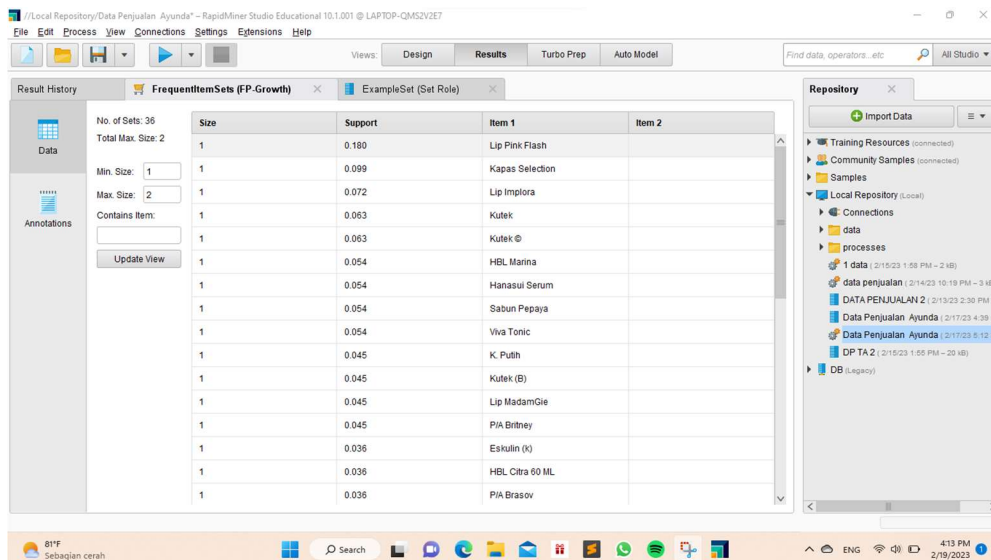 //Local Repository/Data Penjualan Ayunda* – RapidMiner Studio Educational 10.1.001 @ LAPTOP-QMS2V2E7
File Edit Process View Connections Settings Extensions Help
Views: Design Results Turbo Prep Auto Model Find data, operators...etc All Studio
Result History FrequentItemSets (FP-Growth) ExampleSet (Set Role)
Data
Annotations
No. of Sets: 36
Total Max. Size: 2
Min. Size: 1
Max. Size: 2
Contains Item:
Update View
Size Support Item 1 Item 2
1 0.180 Lip Pink Flash
1 0.099 Kapas Selection
1 0.072 Lip Implora
1 0.063 Kutek
1 0.063 Kutek ©
1 0.054 HBL Marina
1 0.054 Hanasui Serum
1 0.054 Sabun Pepaya
1 0.054 Viva Tonic
1 0.045 K. Putih
1 0.045 Kutek (B)
1 0.045 Lip MadamGie
1 0.045 P/A Britney
1 0.036 Eskulin (k)
1 0.036 HBL Citra 60 ML
1 0.036 P/A Brasov
Repository
Import Data
Training Resources (connected)
Community Samples (connected)
Samples
Local Repository (Local)
Connections
data
processes
1 data (2/15/23 1:58 PM – 2 kB)
data penjualan (2/14/23 10:19 PM – 3 kB
DATA PENJUALAN 2 (2/13/23 2:30 PM
Data Penjualan Ayunda (2/17/23 4:39
Data Penjualan Ayunda (2/17/23 5:12
DP TA 2 (2/15/23 1:55 PM – 20 kB)
DB (Legacy)
81°F
Sebagian cerah
Search
ENG
4:13 PM
2/19/2023
1